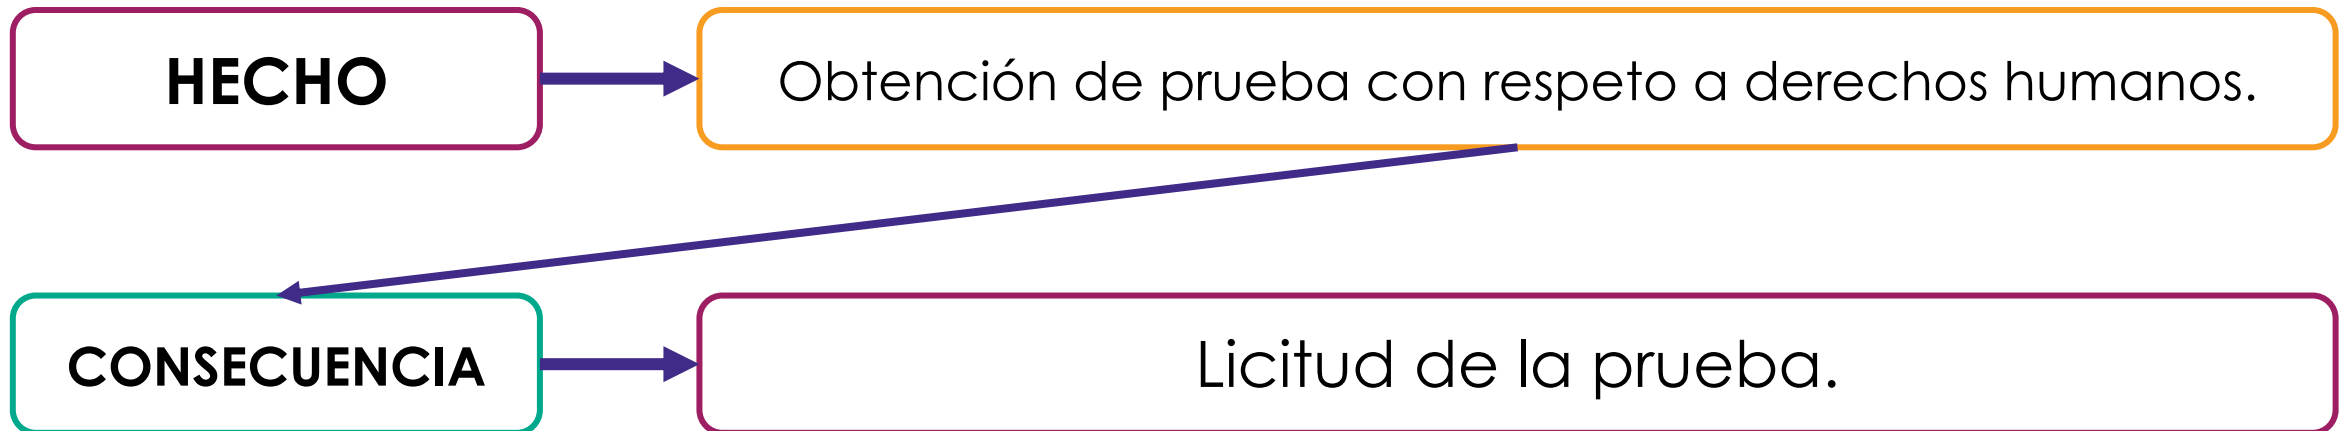 HECHO
Obtención de prueba con respeto a derechos humanos.
CONSECUENCIA
Licitud de la prueba.